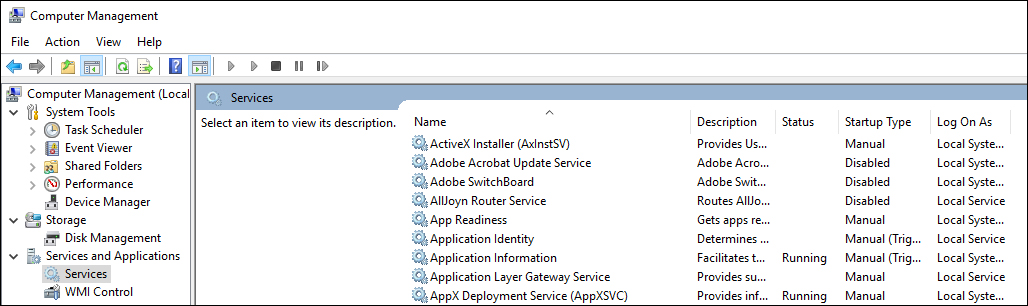 Computer Management
File Action View Help
Computer Management (Local
System Tools
Task Scheduler
Event Viewer
Shared Folders
Performance
Device Manager
Storage
Disk Management
Services and Applications
Services
WMI Control
Services
Select an item to view its description.
Name Description Status Startup Type Log On As
ActiveX Installer (AxInstSV) Provides Us... Manual Local Syste...
Adobe Acrobat Update Service Adobe Acro... Disabled Local Syste...
Adobe SwitchBoard Adobe Swit... Disabled Local Syste...
AllJoyn Router Service Routes AllJo... Disabled Local Service
App Readiness Gets apps re... Manual Local Syste...
Application Identity Determines ... Manual (Trig... Local Service
Application Information Facilitates t... Running Manual (Trig... Local Syste...
Application Layer Gateway Service Provides su... Manual Local Service
AppX Deployment Service (AppXSVC) Provides inf... Running Manual Local Syste...